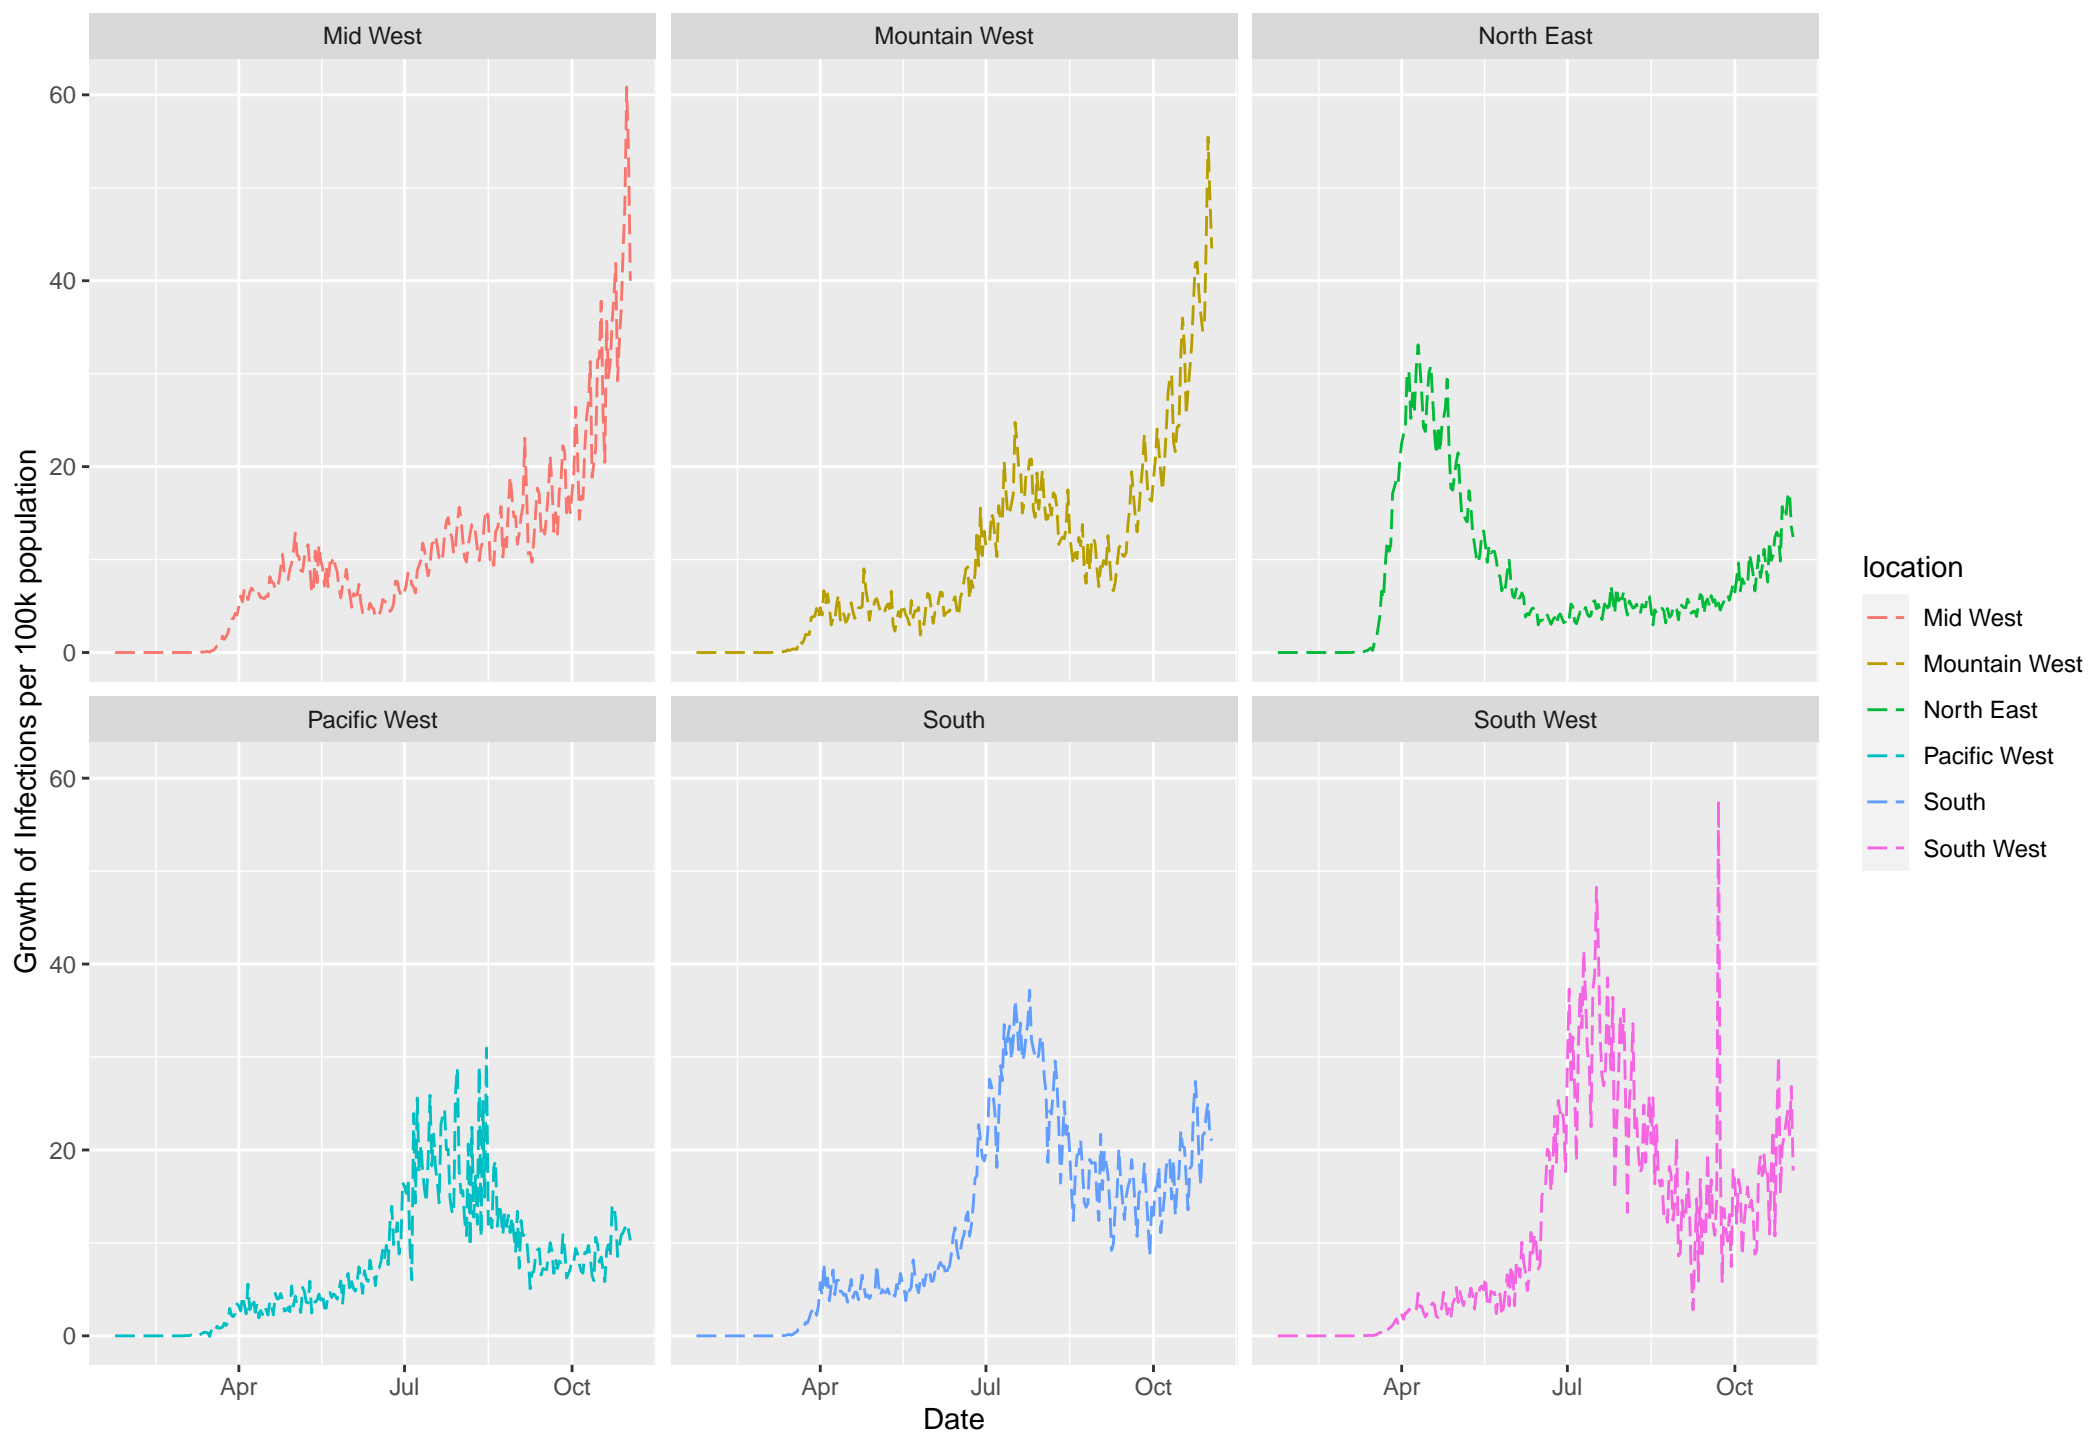 Mid West
Mountain West
North East
60
40
20
0
Pacific West
South
South West
60
40
20
0
Apr
Jul
Oct
Apr
Jul
Oct
Apr
Jul
Oct
Date
Growth of Infections per 100k population
location
Mid West
Mountain West
North East
Pacific West
South
South West